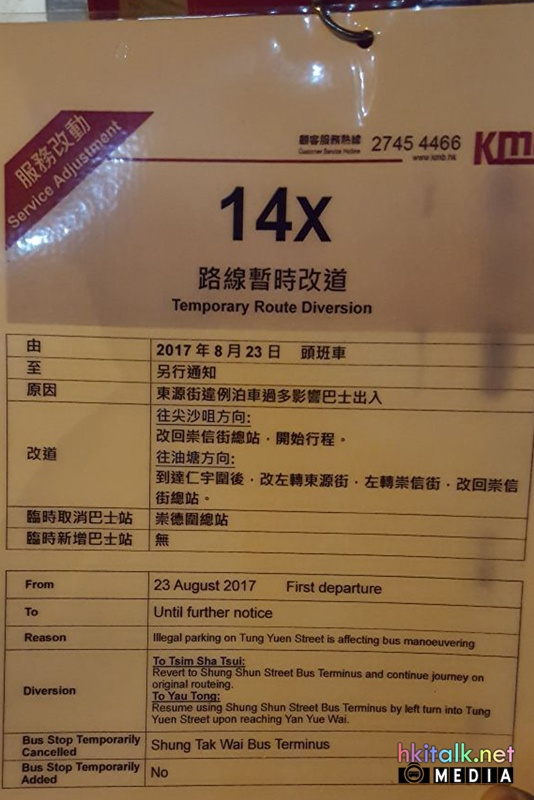 服務改動
Service Adjustment
顧客服務熱線 2745 4466
Customer Service Hotline
www.kmb.hk
14X
路線暫時改道
Temporary Route Diversion
由 2017 年 8 月 23 日 頭班車
至 另行通知
原因 東源街違例泊車過多影響巴士出入
改道 往尖沙咀方向:
改回崇信街總站，開始行程。
往油塘方向:
到達仁宇圍後，改左轉東源街，左轉崇信街，改回崇信
街總站。
臨時取消巴士站 崇德圍總站
臨時新增巴士站 無
From 23 August 2017 First departure
To Until further notice
Reason Illegal parking on Tung Yuen Street is affecting bus manoeuvering
Diversion To Tsim Sha Tsui:
Revert to Shung Shun Street Bus Terminus and continue journey on
original routeing.
To Yau Tong:
Resume using Shung Shun Street Bus Terminus by left turn into Tung
Yuen Street upon reaching Yan Yue Wai.
Bus Stop Temporarily
Cancelled Shung Tak Wai Bus Terminus
Bus Stop Temporarily
Added No
hkitalk.net
MEDIA